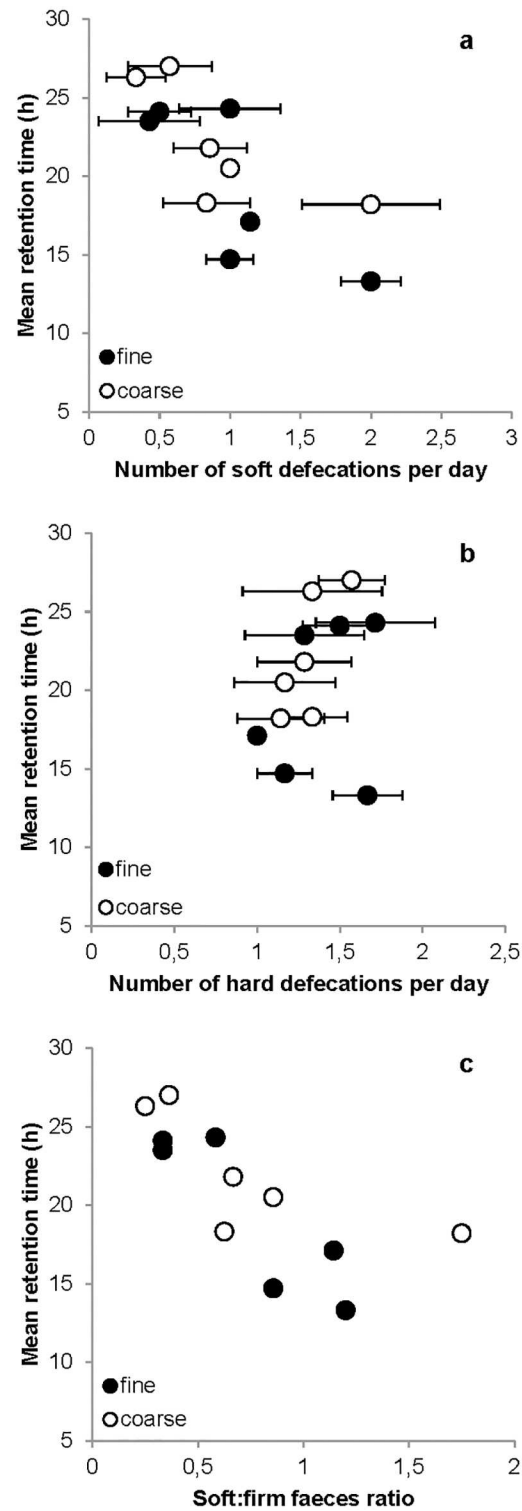 a
30
25
20
15
10
5
Mean retention time (h)
fine
coarse
0 0,5 1 1,5 2 2,5 3
Number of soft defecations per day
b
30
25
20
15
10
5
Mean retention time (h)
fine
coarse
0 0,5 1 1,5 2 2,5
Number of hard defecations per day
c
30
25
20
15
10
5
Mean retention time (h)
fine
coarse
0 0,5 1 1,5 2
Soft:firm faeces ratio